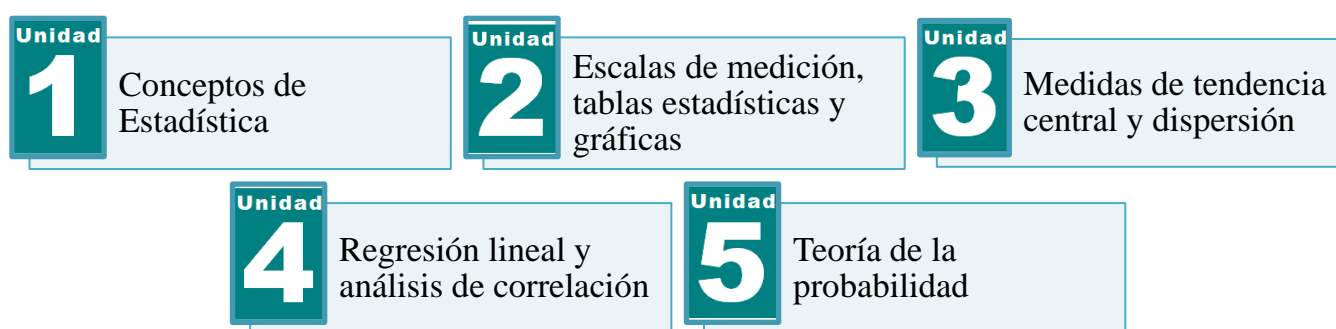 Unidad
1
Conceptos de
Estadística
Unidad
2
Escalas de medición,
tablas estadísticas y
gráficas
Unidad
3
Medidas de tendencia
central y dispersión
Unidad
4
Regresión lineal y
análisis de correlación
Unidad
5
Teoría de la
probabilidad